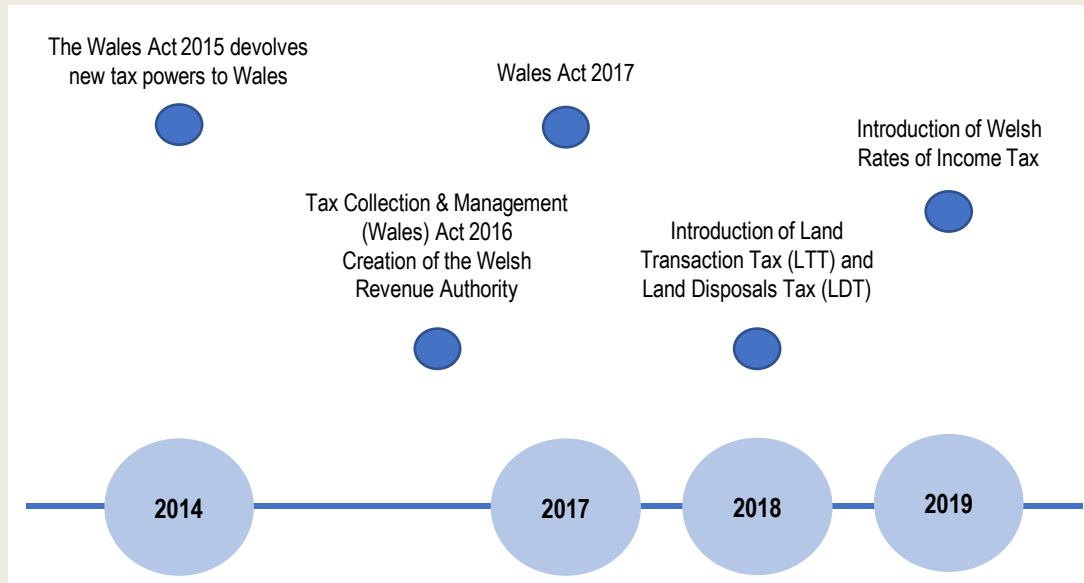 The Wales Act 2015 devolves
new tax powers to Wales
Wales Act 2017
Introduction of Welsh
Rates of Income Tax
Tax Collection & Management
(Wales) Act 2016
Creation of the Welsh
Revenue Authority
Introduction of Land
Transaction Tax (LTT) and
Land Disposals Tax (LDT)
2014
2017
2018
2019